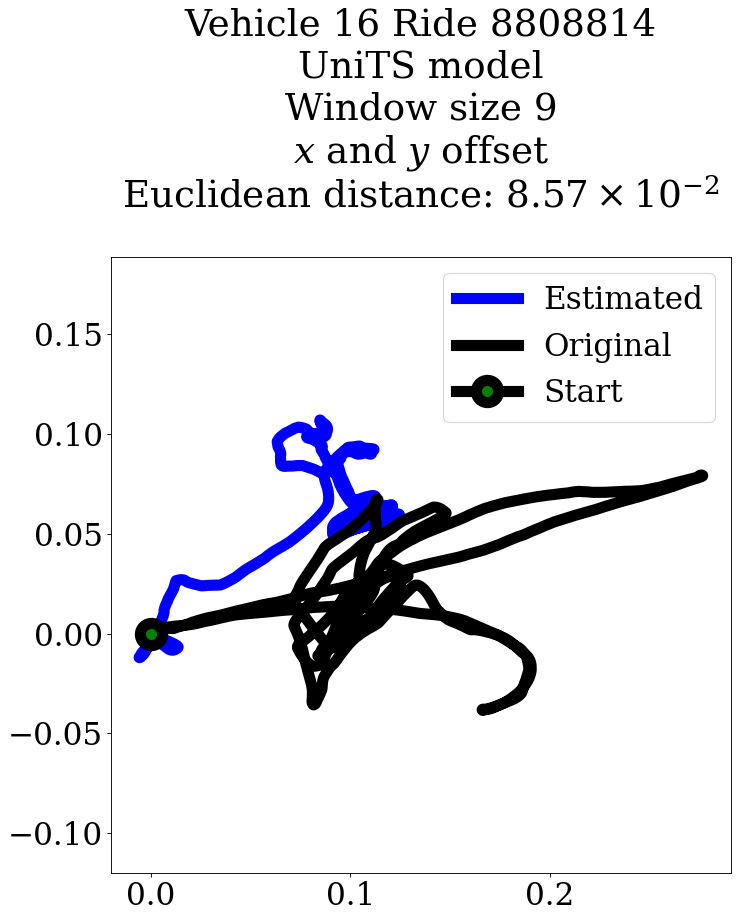 Vehicle 16 Ride 8808814
UniTS model
Window size 9
x and y offset
Euclidean distance: 8.57 × 10⁻²
Estimated
Original
Start
0.15
0.10
0.05
0.00
−0.05
−0.10
0.0 0.1 0.2